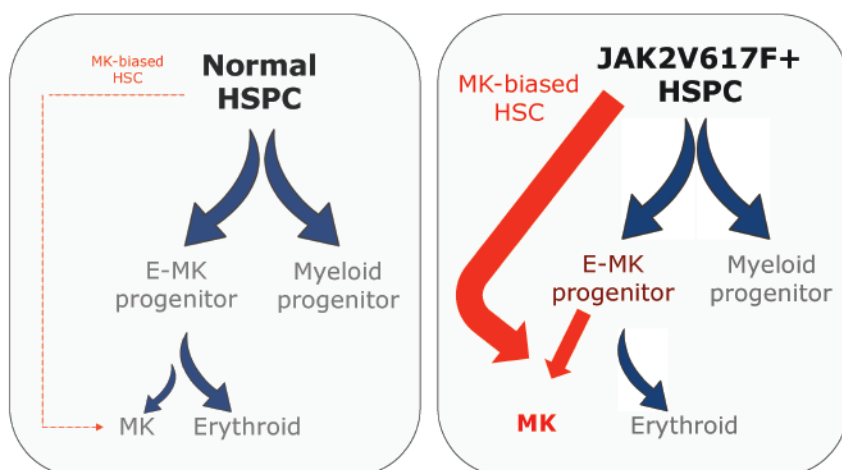 MK-biased
HSC
Normal
HSPC
E-MK
progenitor
Myeloid
progenitor
MK
Erythroid
JAK2V617F+
HSPC
MK-biased
HSC
E-MK
progenitor
Myeloid
progenitor
MK
Erythroid